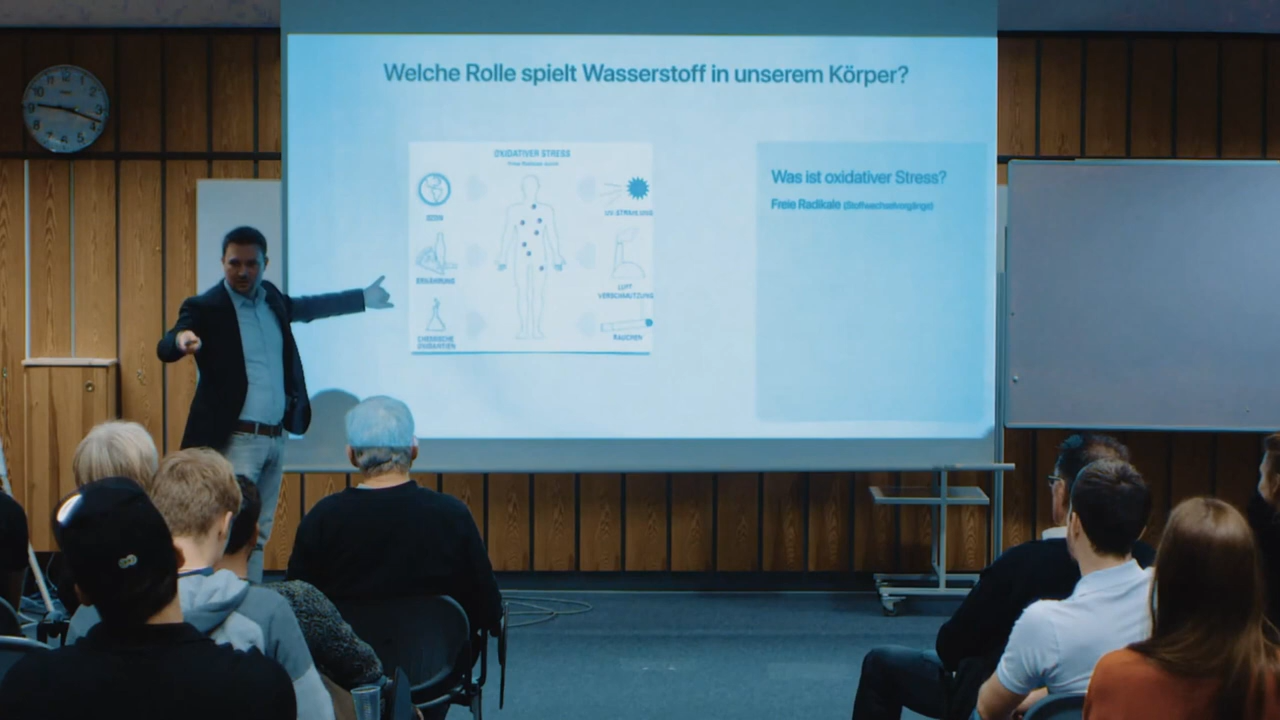 Welche Rolle spielt Wasserstoff in unserem Körper?
OXIDATIVER STRESS
UV-STRAHLUNG
ERNÄHRUNG
LUFT
VERSCHMUTZUNG
CHEMISCHE
OXIDANTIEN
RAUCHEN
Was ist oxidativer Stress?
Freie Radikale (Stoffwechselvorgänge)